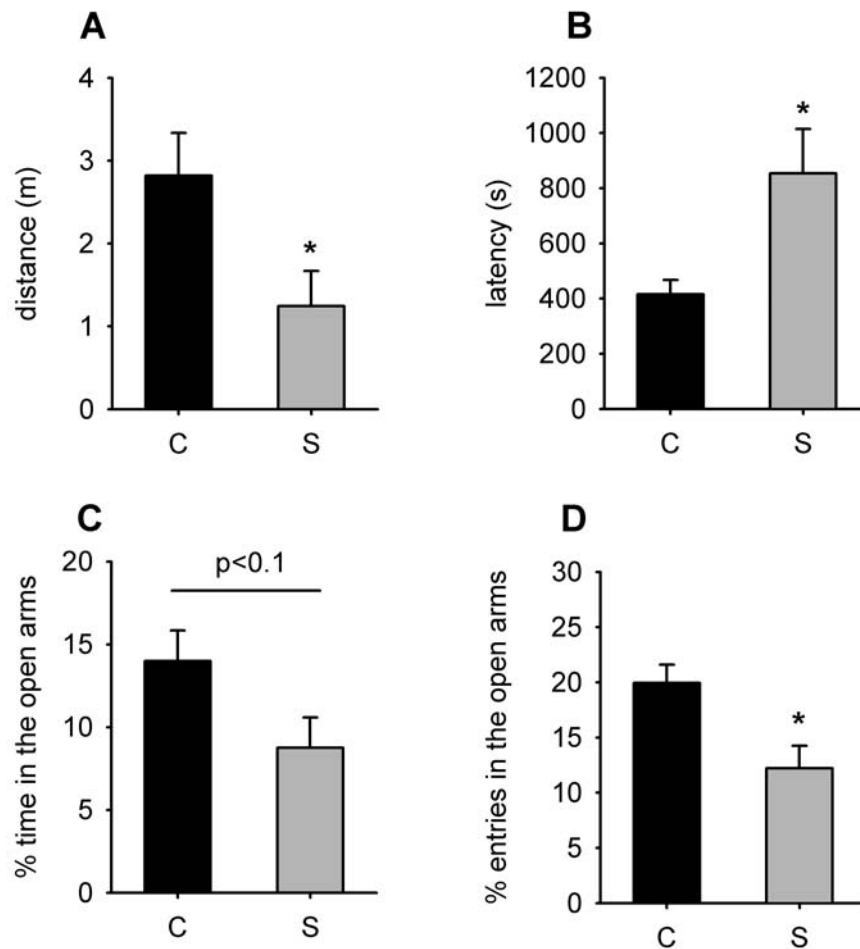 A
distance (m)
4
3
2
1
0
*
C
S
B
latency (s)
1200
1000
800
600
400
200
0
*
C
S
C
% time in the open arms
20
15
10
5
0
p<0.1
C
S
D
% entries in the open arms
30
25
20
15
10
5
0
*
C
S